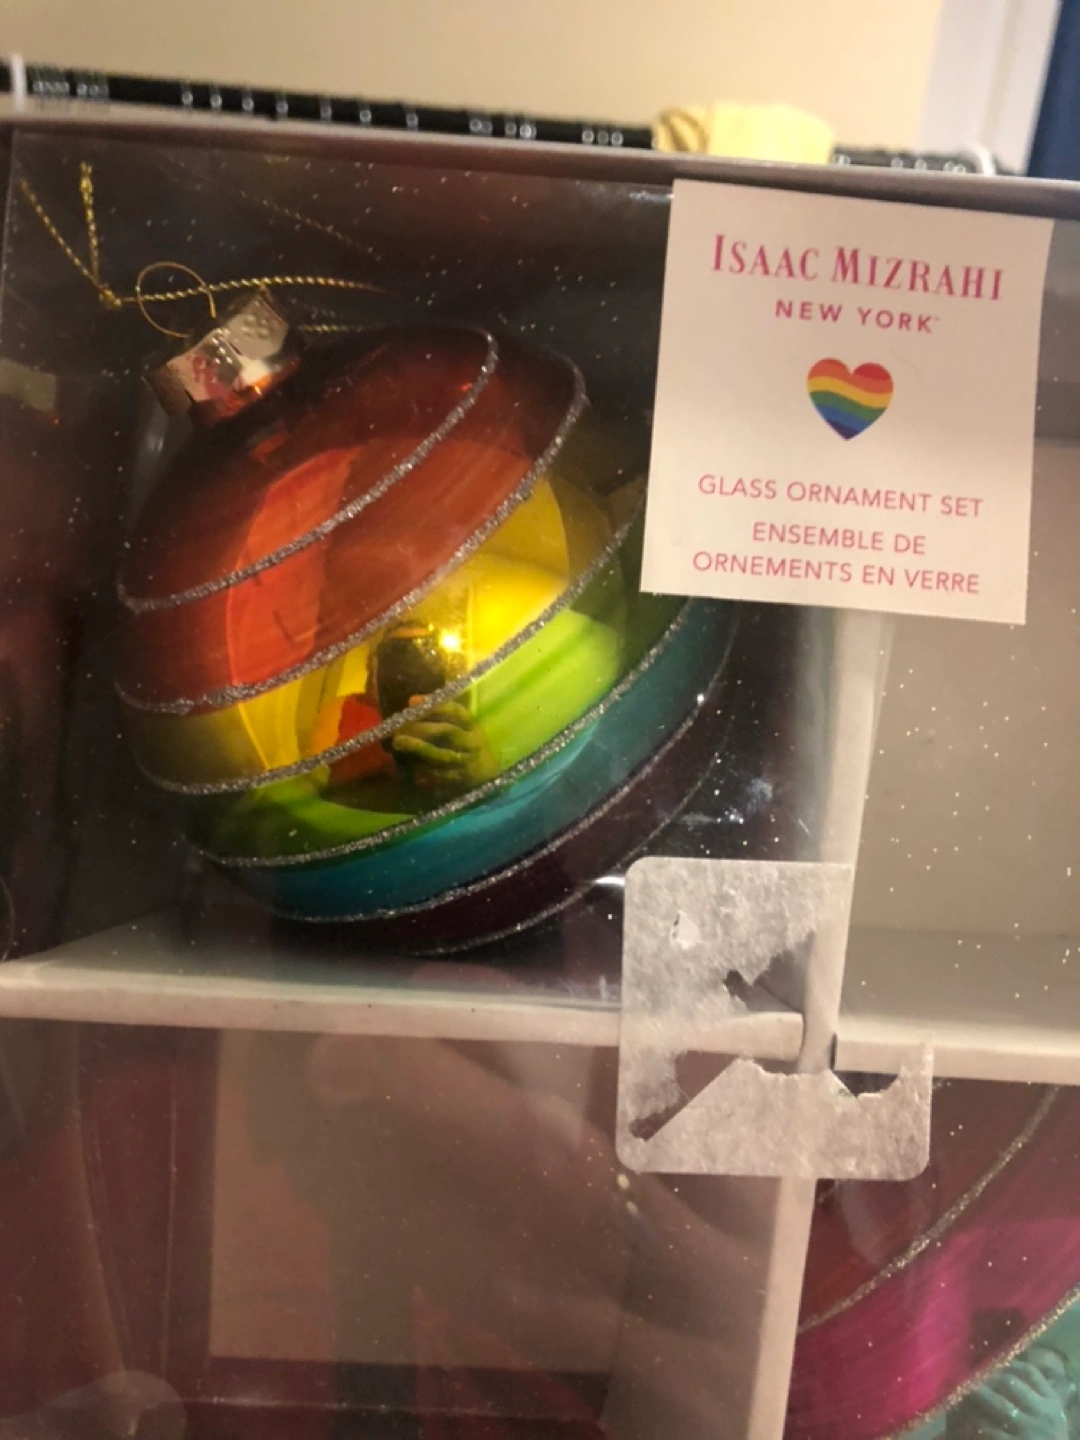 ISAAC MIZRAHI
NEW YORK
GLASS ORNAMENT SET
ENSEMBLE DE
ORNEMENTS EN VERRE